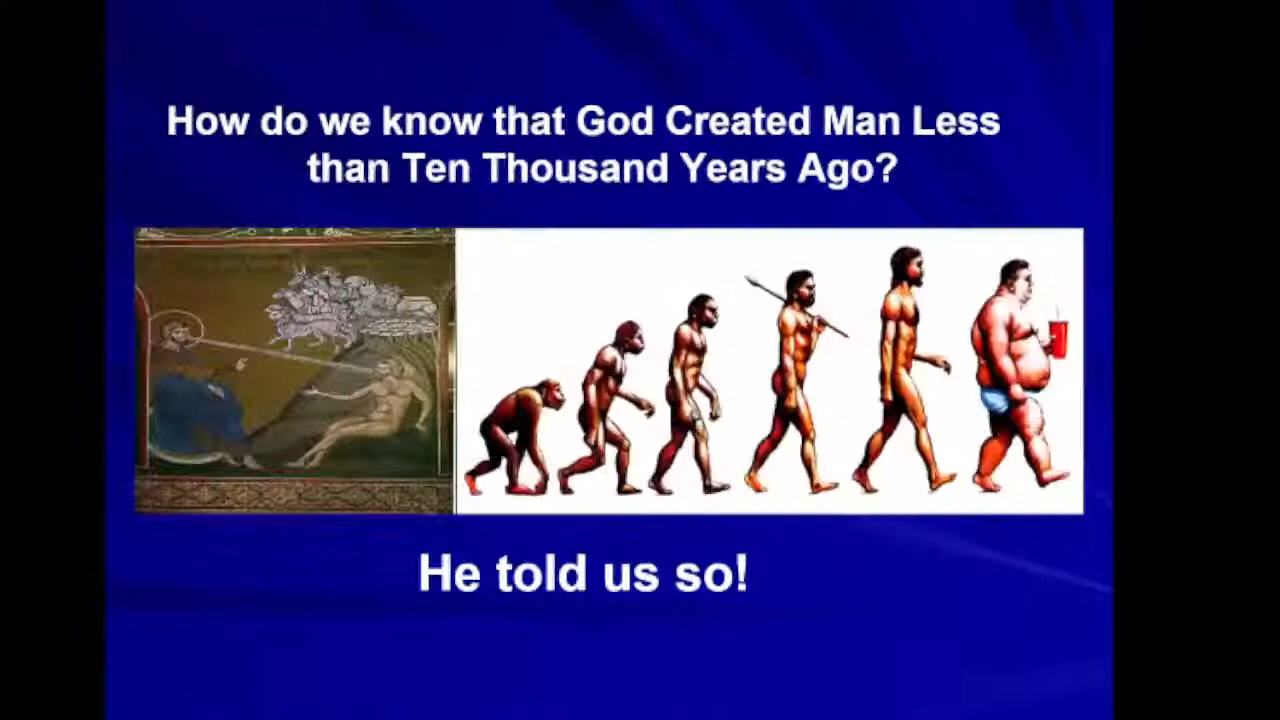 How do we know that God Created Man Less
than Ten Thousand Years Ago?
He told us so!